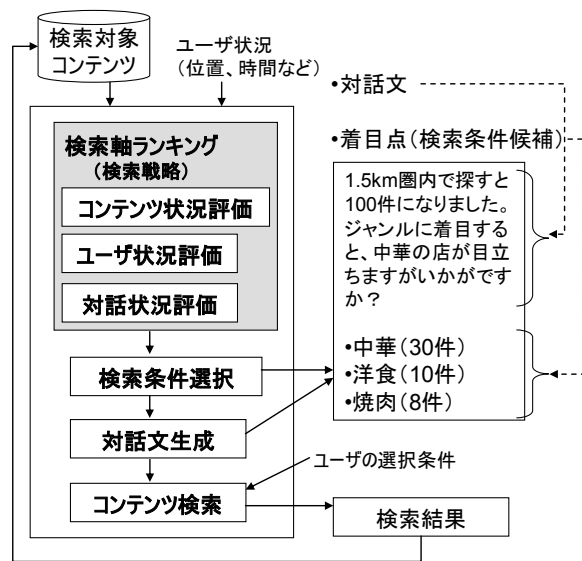 検索対象
コンテンツ
ユーザ状況
(位置、時間など)
•対話文
•着目点(検索条件候補)
検索軸ランキング
(検索戦略)
コンテンツ状況評価
ユーザ状況評価
対話状況評価
1.5km圏内で探すと
100件になりました。
ジャンルに着目する
と、中華の店が目立
ちますがいかがです
か？
•中華(30件)
•洋食(10件)
•焼肉(8件)
検索条件選択
対話文生成
ユーザの選択条件
コンテンツ検索
検索結果